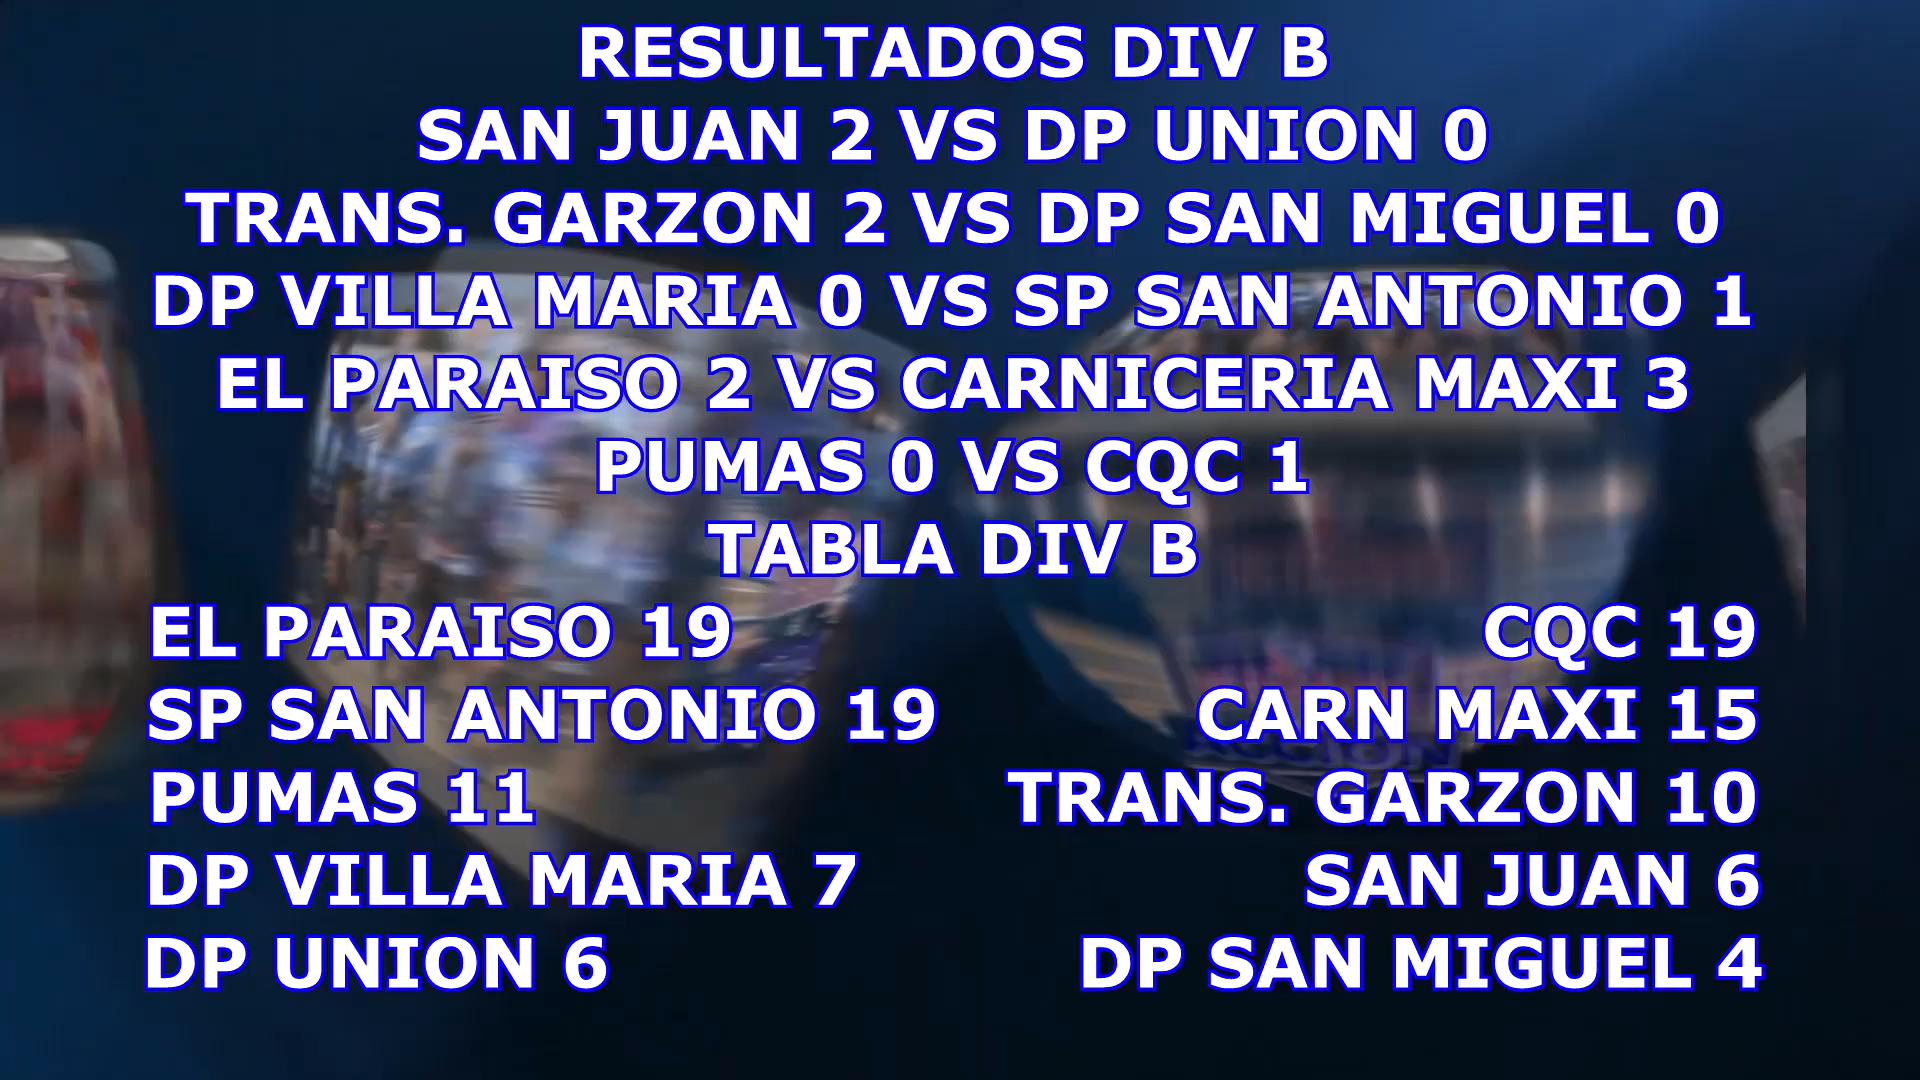 RESULTADOS DIV B
SAN JUAN 2 VS DP UNION 0
TRANS. GARZON 2 VS DP SAN MIGUEL 0
DP VILLA MARIA 0 VS SP SAN ANTONIO 1
EL PARAISO 2 VS CARNICERIA MAXI 3
PUMAS 0 VS CQC 1
TABLA DIV B
EL PARAISO 19 CQC 19
SP SAN ANTONIO 19 CARN MAXI 15
PUMAS 11 TRANS. GARZON 10
DP VILLA MARIA 7 SAN JUAN 6
DP UNION 6 DP SAN MIGUEL 4